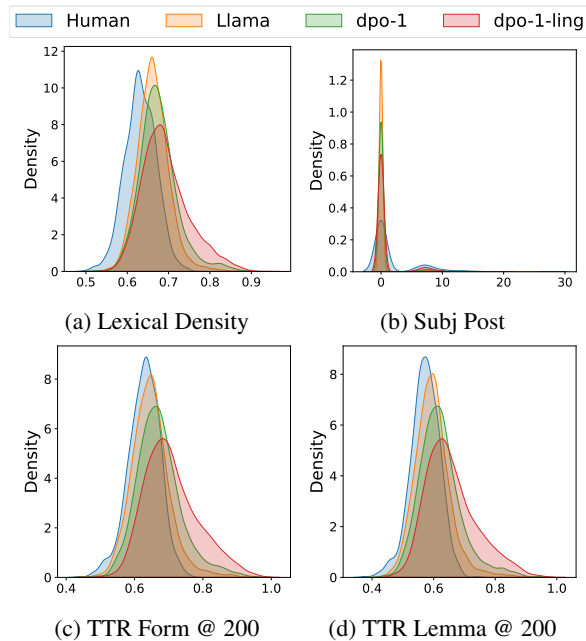 Human Llama dpo-1 dpo-1-ling
12
10
8
6
4
2
0
Density
0.5 0.6 0.7 0.8 0.9
(a) Lexical Density
1.2
1.0
0.8
0.6
0.4
0.2
0.0
Density
0 10 20 30
(b) Subj Post
8
6
4
2
0
Density
0.4 0.6 0.8 1.0
(c) TTR Form @ 200
8
6
4
2
0
Density
0.4 0.6 0.8 1.0
(d) TTR Lemma @ 200